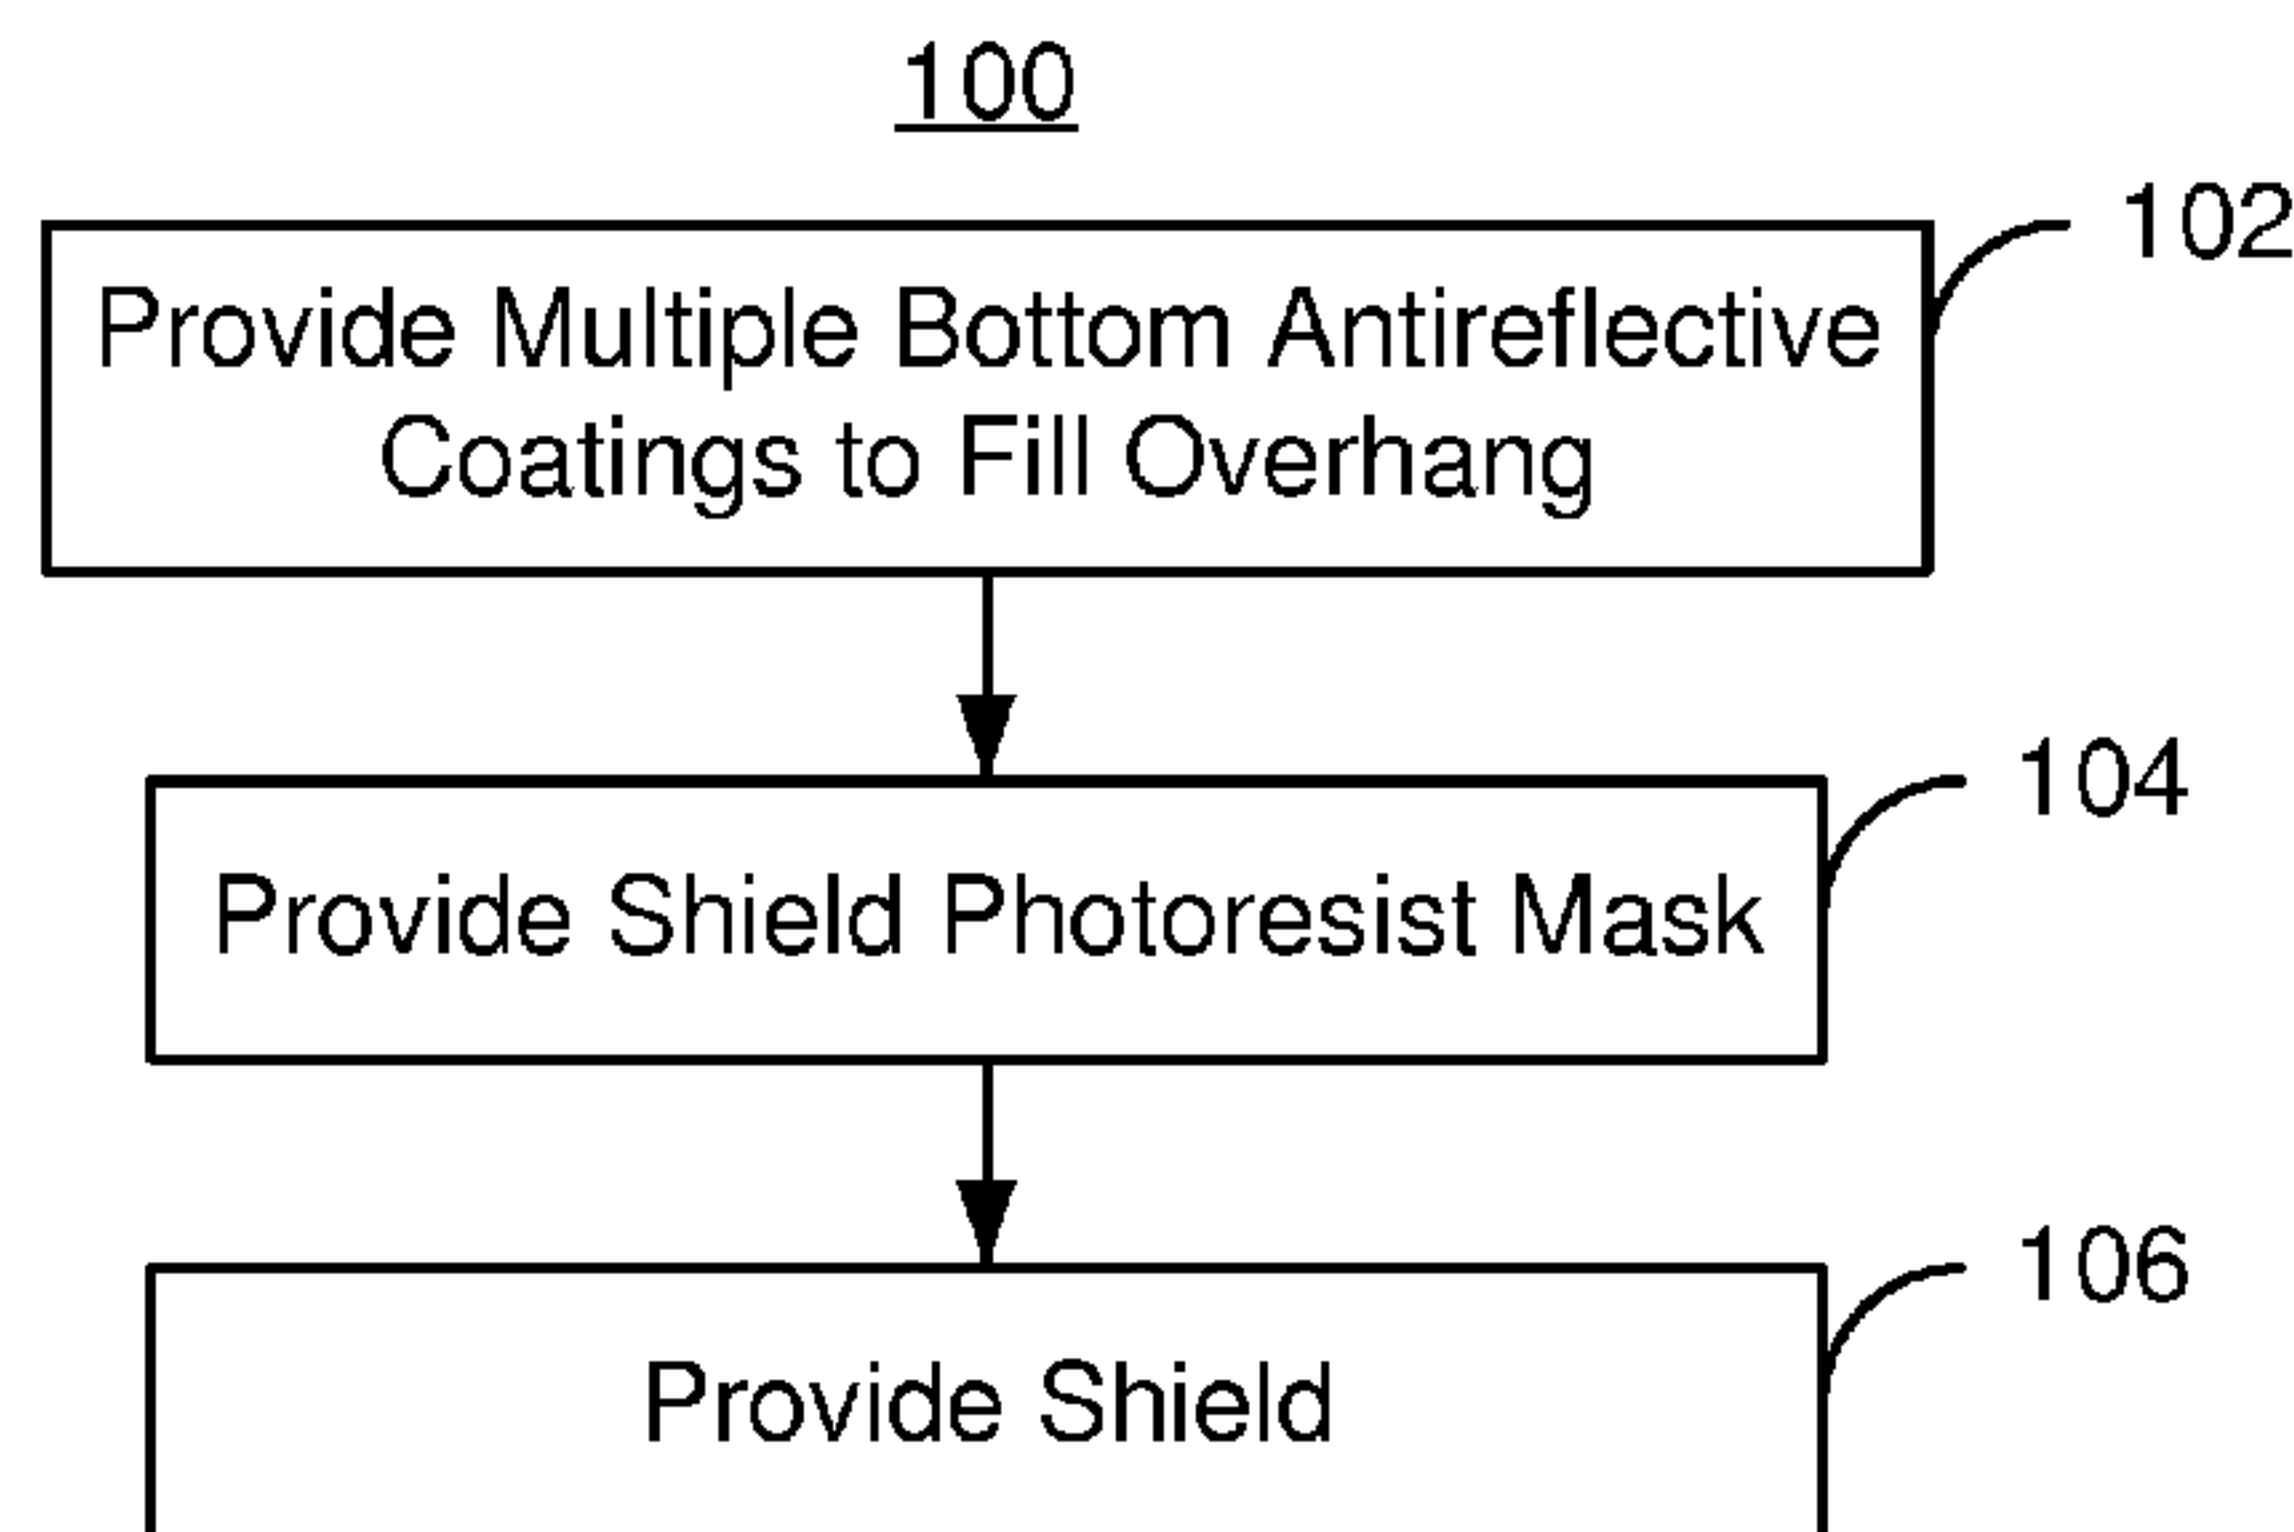 100
102
Provide Multiple Bottom Antireflective
Coatings to Fill Overhang
104
Provide Shield Photoresist Mask
106
Provide Shield